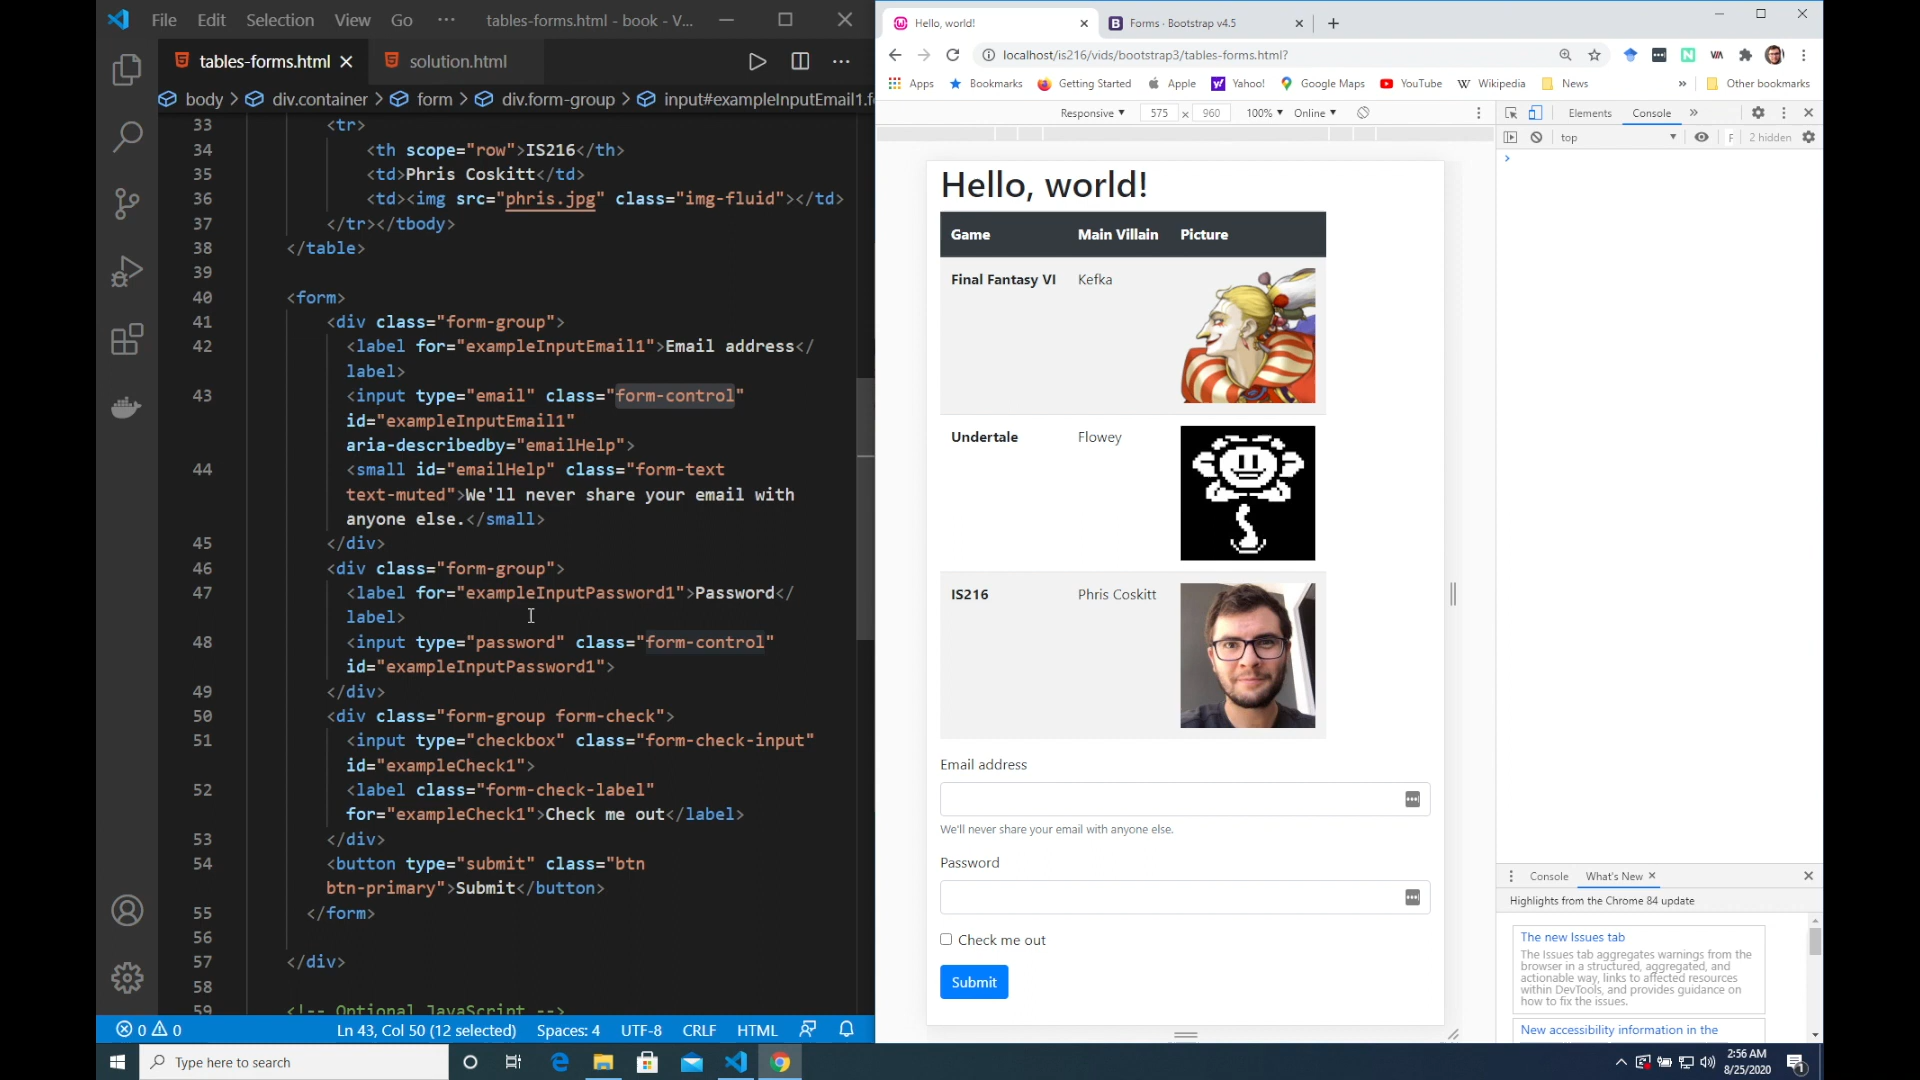 File Edit Selection View Go ··· tables-forms.html - book - V...
tables-forms.html solution.html
body > div.container > form > div.form-group > input#exampleInputEmail1.f
33 <tr>
34 <th scope="row">IS216</th>
35 <td>Phris Coskitt</td>
36 <td><img src="phris.jpg" class="img-fluid"></td>
37 </tr></tbody>
38 </table>
39
40 <form>
41 <div class="form-group">
42 <label for="exampleInputEmail1">Email address</
label>
43 <input type="email" class="form-control"
id="exampleInputEmail1"
aria-describedby="emailHelp">
44 <small id="emailHelp" class="form-text
text-muted">We'll never share your email with
anyone else.</small>
45 </div>
46 <div class="form-group">
47 <label for="exampleInputPassword1">Password</
label>
48 <input type="password" class="form-control"
id="exampleInputPassword1">
49 </div>
50 <div class="form-group form-check">
51 <input type="checkbox" class="form-check-input"
id="exampleCheck1">
52 <label class="form-check-label"
for="exampleCheck1">Check me out</label>
53 </div>
54 <button type="submit" class="btn
btn-primary">Submit</button>
55 </form>
56
57 </div>
58
59 <!-- Optional JavaScript -->
0 0 Ln 43, Col 50 (12 selected) Spaces: 4 UTF-8 CRLF HTML
Hello, world! Forms · Bootstrap v4.5
localhost/is216/vids/bootstrap3/tables-forms.html?
Apps Bookmarks Getting Started Apple Yahoo! Google Maps YouTube Wikipedia News » Other bookmarks
Responsive 575 x 960 100% Online
Elements Console »
top F 2 hidden
Hello, world!
Game Main Villain Picture
Final Fantasy VI Kefka
Undertale Flowey
IS216 Phris Coskitt
Email address
We'll never share your email with anyone else.
Password
Check me out
Submit
Console What's New
Highlights from the Chrome 84 update
The new Issues tab
The Issues tab aggregates warnings from the
browser in a structured, aggregated, and
actionable way, links to affected resources
within DevTools, and provides guidance on
how to fix the issues.
New accessibility information in the
Type here to search
2:56 AM
8/25/2020
1